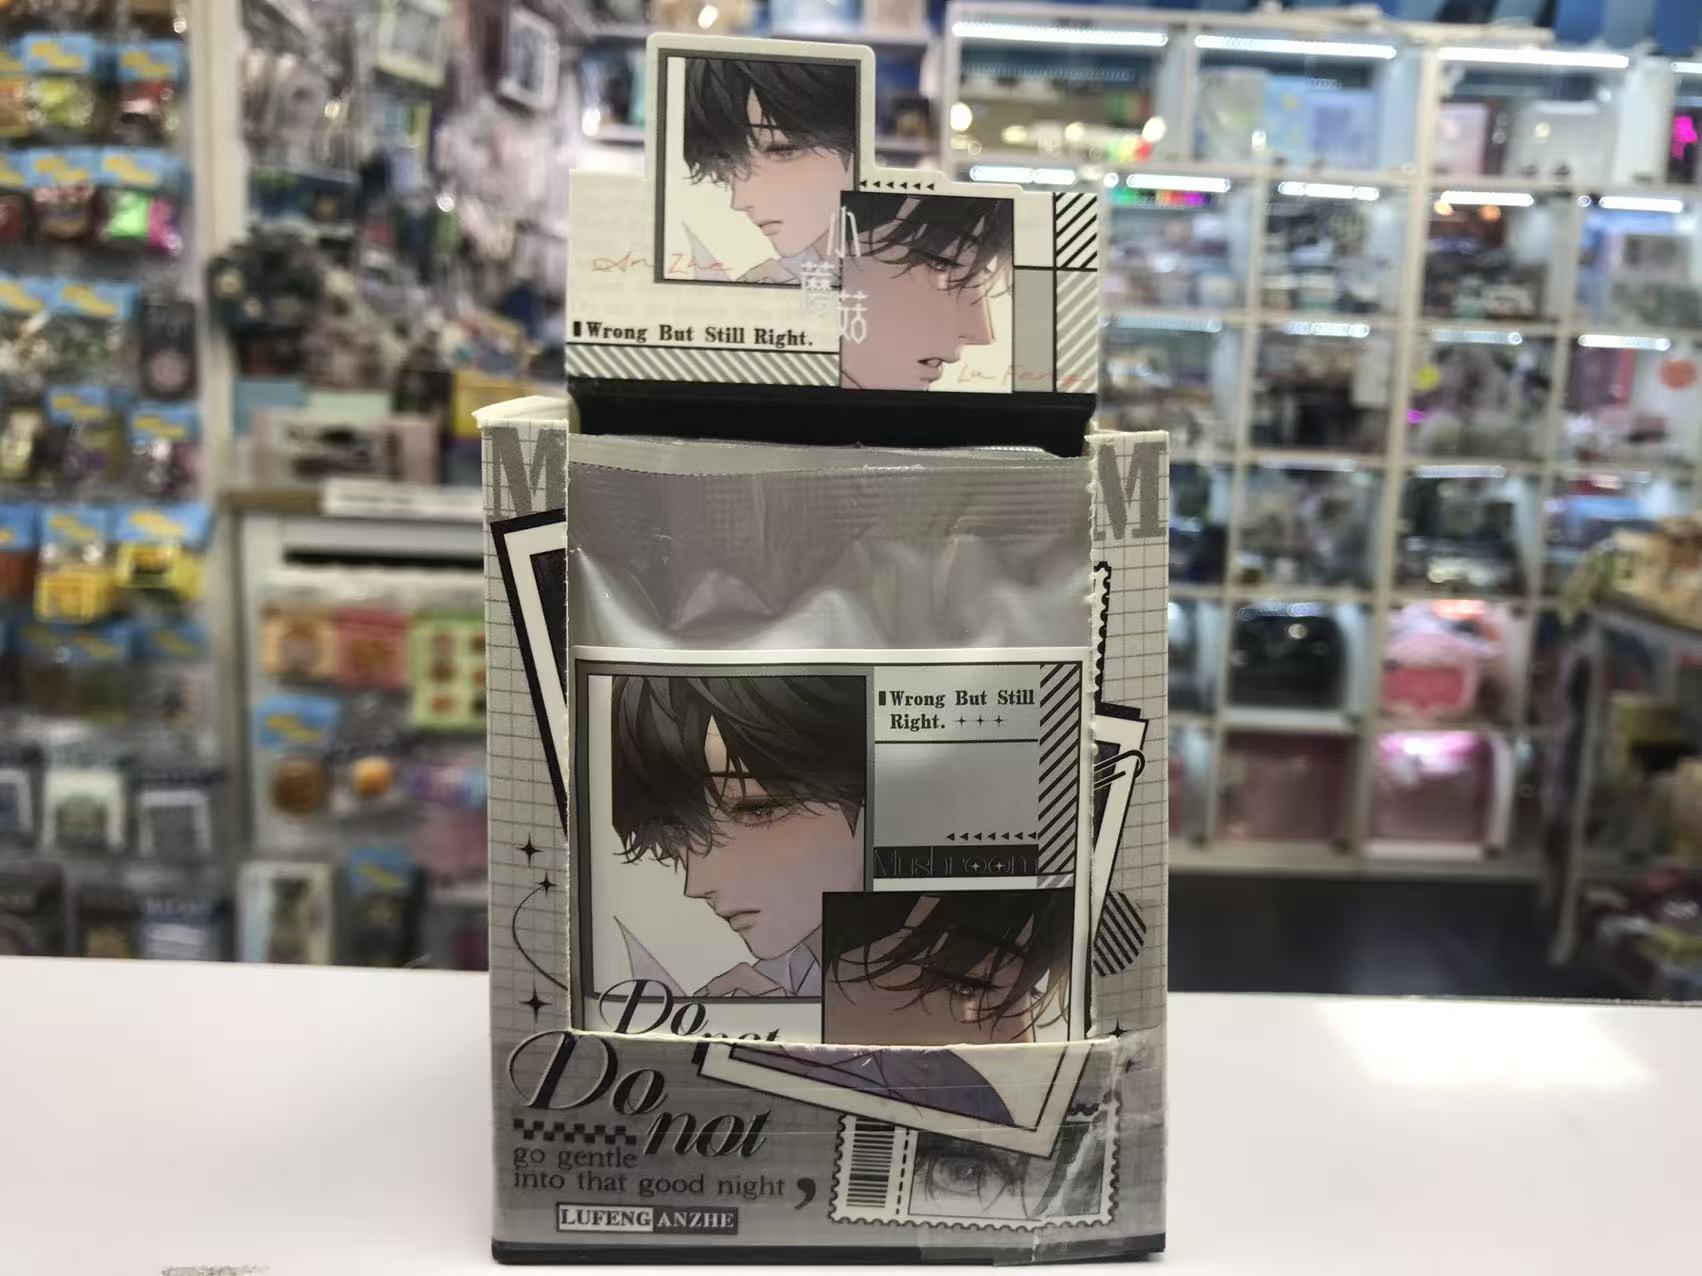 An Zhe
小
蘑
菇
Wrong But Still Right.
Lu Feng
M
M
Wrong But Still
Right.
Mushroom
Do
not
Do
not
go gentle
into that good night,
LUFENG ANZHE